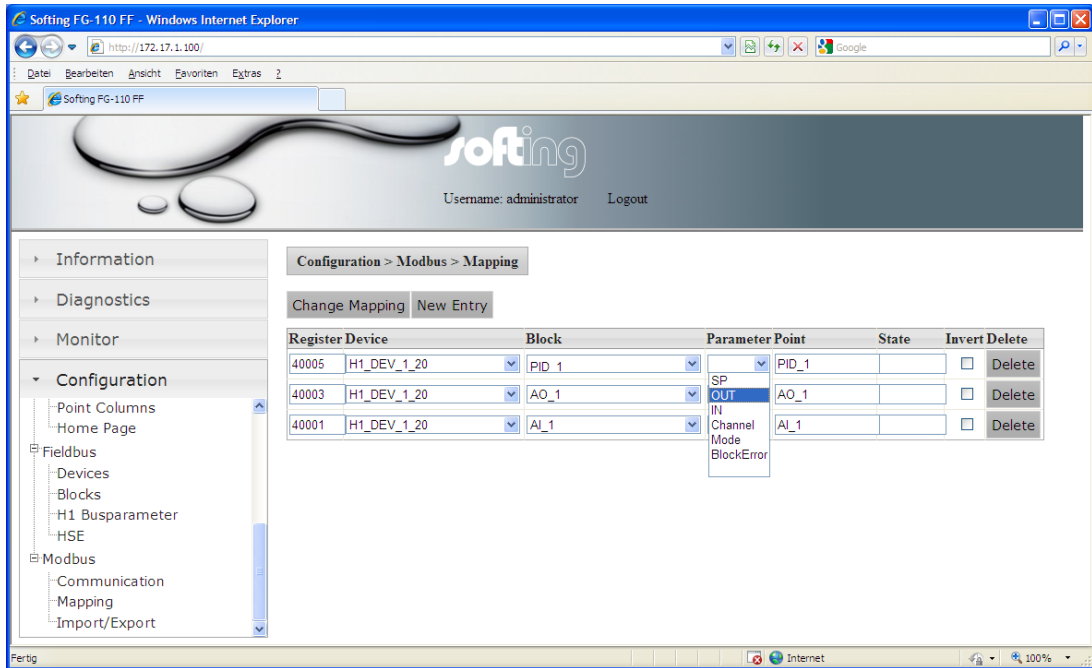 Softing FG-110 FF - Windows Internet Explorer
http://172.17.1.100/
Google
Datei Bearbeiten Ansicht Favoriten Extras ?
Softing FG-110 FF
softing
Username: administrator Logout
Information
Diagnostics
Monitor
Configuration
Point Columns
Home Page
Fieldbus
Devices
Blocks
H1 Busparameter
HSE
Modbus
Communication
Mapping
Import/Export
Configuration > Modbus > Mapping
Change Mapping New Entry
Register Device Block Parameter Point State Invert Delete
40005 H1_DEV_1_20 PID_1 PID_1 Delete
40003 H1_DEV_1_20 AO_1 AO_1 Delete
40001 H1_DEV_1_20 AI_1 AI_1 Delete
SP
OUT
IN
Channel
Mode
BlockError
Fertig Internet 100%